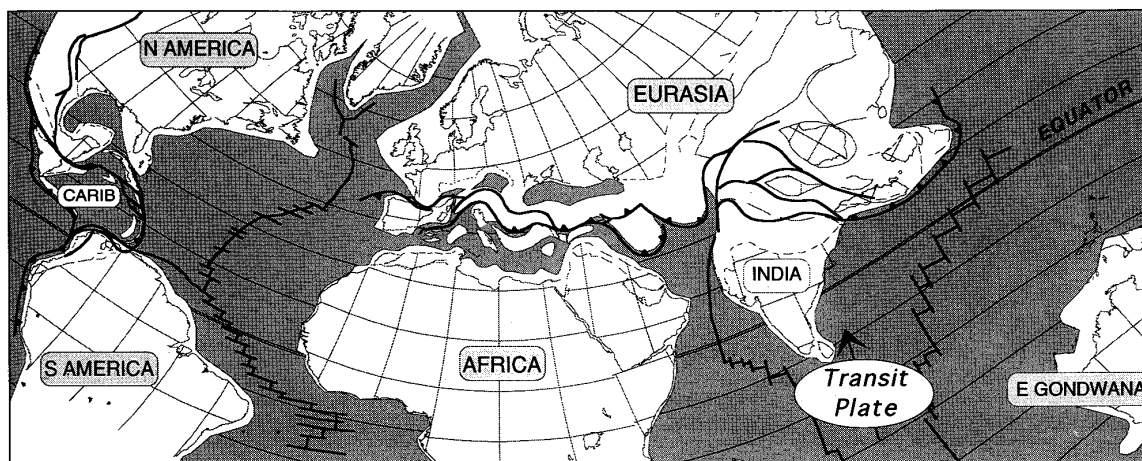 N AMERICA
EURASIA
EQUATOR
CARIB
INDIA
S AMERICA
AFRICA
Transit
Plate
E GONDWANA